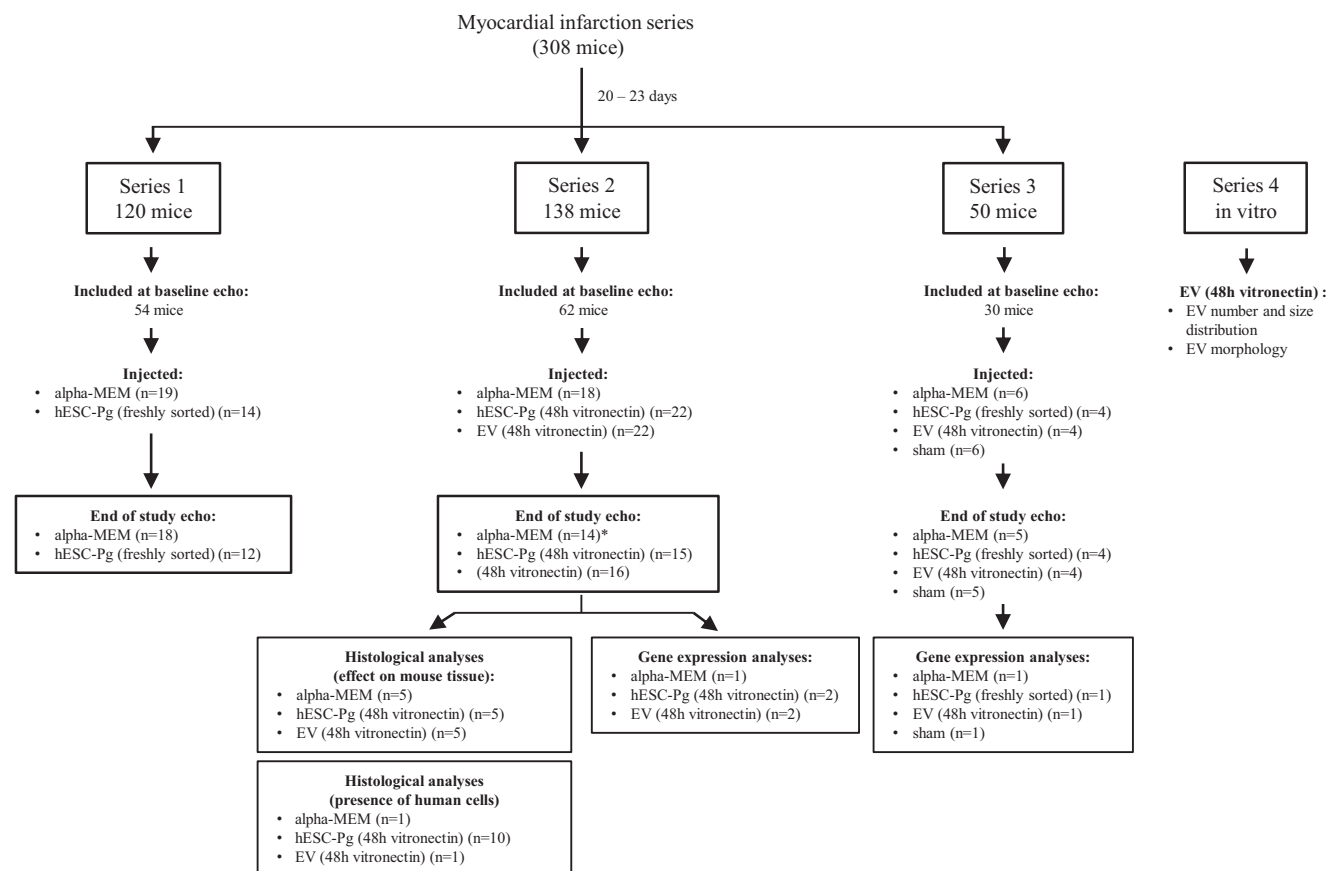 Myocardial infarction series
(308 mice)
20 – 23 days
Series 1
120 mice
Included at baseline echo:
54 mice
Injected:
• alpha-MEM (n=19)
• hESC-Pg (freshly sorted) (n=14)
End of study echo:
• alpha-MEM (n=18)
• hESC-Pg (freshly sorted) (n=12)
Series 2
138 mice
Included at baseline echo:
62 mice
Injected:
• alpha-MEM (n=18)
• hESC-Pg (48h vitronectin) (n=22)
• EV (48h vitronectin) (n=22)
End of study echo:
• alpha-MEM (n=14)*
• hESC-Pg (48h vitronectin) (n=15)
• (48h vitronectin) (n=16)
Histological analyses
(effect on mouse tissue):
• alpha-MEM (n=5)
• hESC-Pg (48h vitronectin) (n=5)
• EV (48h vitronectin) (n=5)
Histological analyses
(presence of human cells)
• alpha-MEM (n=1)
• hESC-Pg (48h vitronectin) (n=10)
• EV (48h vitronectin) (n=1)
Gene expression analyses:
• alpha-MEM (n=1)
• hESC-Pg (48h vitronectin) (n=2)
• EV (48h vitronectin) (n=2)
Series 3
50 mice
Included at baseline echo:
30 mice
Injected:
• alpha-MEM (n=6)
• hESC-Pg (freshly sorted) (n=4)
• EV (48h vitronectin) (n=4)
• sham (n=6)
End of study echo:
• alpha-MEM (n=5)
• hESC-Pg (freshly sorted) (n=4)
• EV (48h vitronectin) (n=4)
• sham (n=5)
Gene expression analyses:
• alpha-MEM (n=1)
• hESC-Pg (freshly sorted) (n=1)
• EV (48h vitronectin) (n=1)
• sham (n=1)
Series 4
in vitro
EV (48h vitronectin) :
• EV number and size
distribution
• EV morphology